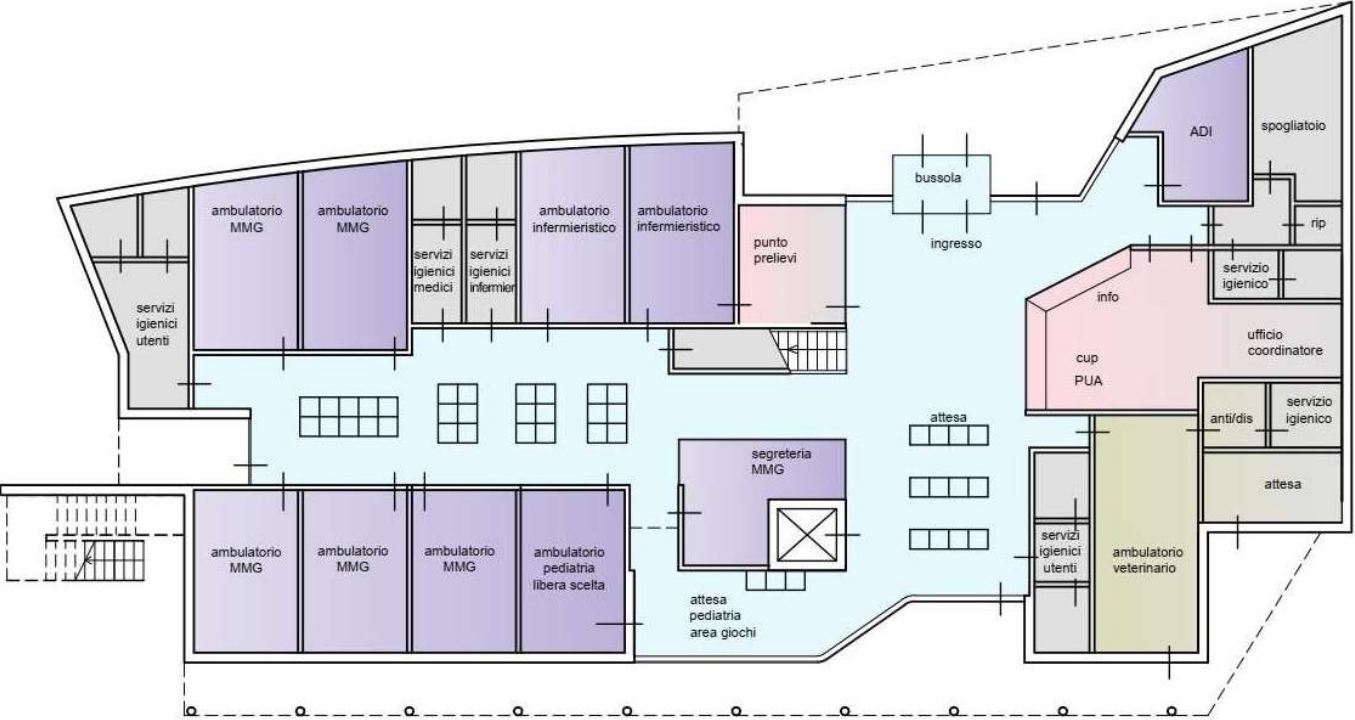 ADI
spogliatoio
bussola
ambulatorio
MMG
ambulatorio
MMG
ambulatorio
infermieristico
ambulatorio
infermieristico
rip
punto
prelievi
ingresso
servizi
igienici
medici
servizi
igienici
infermier
servizio
igienico
info
servizi
igienici
utenti
ufficio
coordinatore
cup
PUA
servizio
igienico
anti/dis
attesa
segreteria
MMG
attesa
ambulatorio
MMG
ambulatorio
MMG
ambulatorio
MMG
ambulatorio
pediatria
libera scelta
servizi
igienici
utenti
ambulatorio
veterinario
attesa
pediatria
area giochi